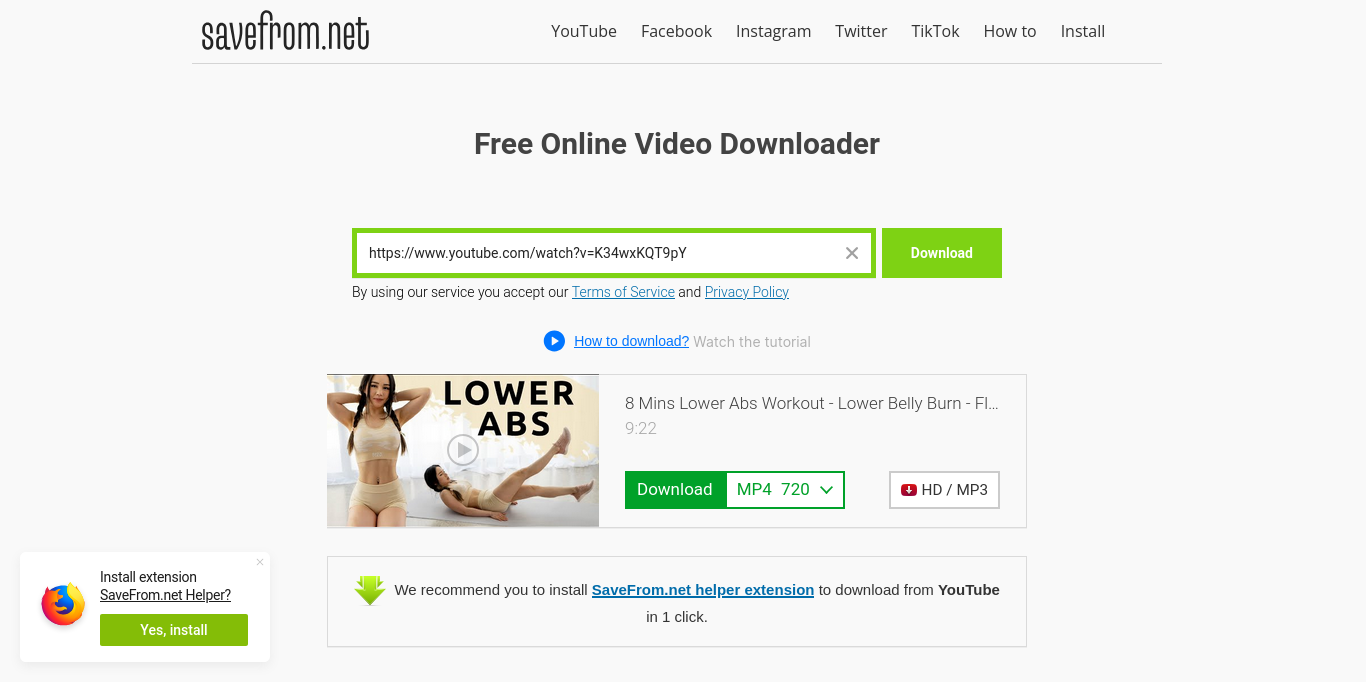 savefrom.net
YouTube Facebook Instagram Twitter TikTok How to Install
Free Online Video Downloader
https://www.youtube.com/watch?v=K34wxKQT9pY
Download
By using our service you accept our Terms of Service and Privacy Policy
How to download? Watch the tutorial
LOWER
ABS
8 Mins Lower Abs Workout - Lower Belly Burn - Fl...
9:22
Download MP4 720
HD / MP3
We recommend you to install SaveFrom.net helper extension to download from YouTube
in 1 click.
Install extension
SaveFrom.net Helper?
Yes, install